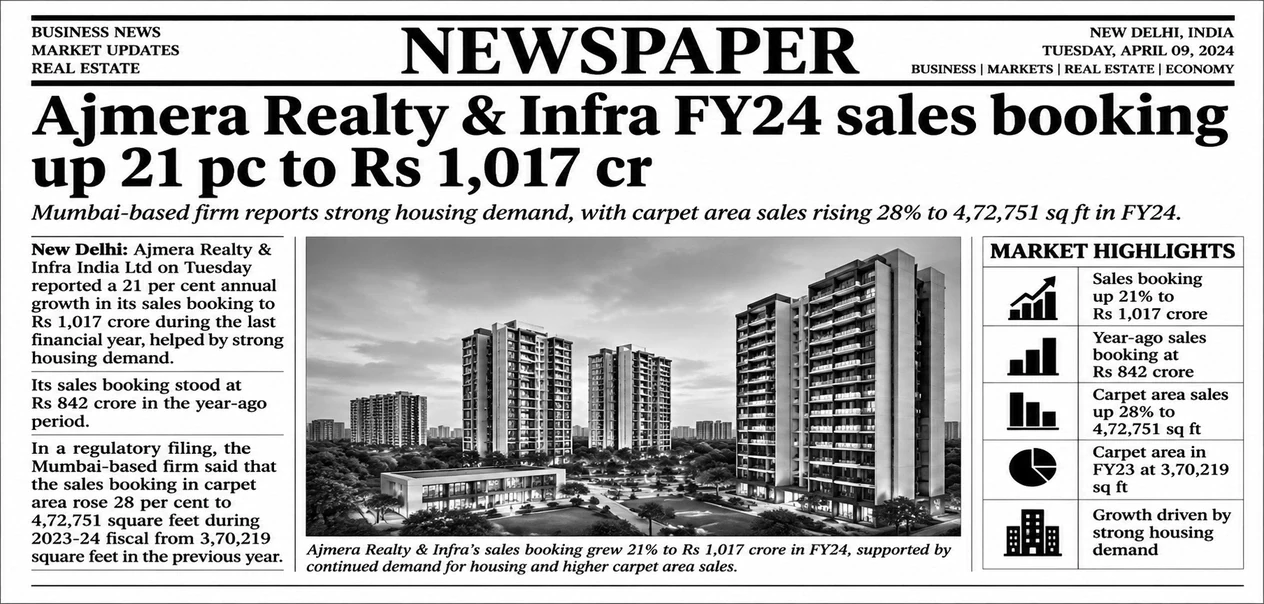 BUSINESS NEWS
MARKET UPDATES
REAL ESTATE
NEWSPAPER
NEW DELHI, INDIA
TUESDAY, APRIL 09, 2024
BUSINESS | MARKETS | REAL ESTATE | ECONOMY
Ajmera Realty & Infra FY24 sales booking
up 21 pc to Rs 1,017 cr
Mumbai-based firm reports strong housing demand, with carpet area sales rising 28% to 4,72,751 sq ft in FY24.
New Delhi: Ajmera Realty &
Infra India Ltd on Tuesday
reported a 21 per cent annual
growth in its sales booking to
Rs 1,017 crore during the last
financial year, helped by strong
housing demand.
Its sales booking stood at
Rs 842 crore in the year-ago
period.
In a regulatory filing, the
Mumbai-based firm said that
the sales booking in carpet
area rose 28 per cent to
4,72,751 square feet during
2023-24 fiscal from 3,70,219
square feet in the previous year.
Ajmera Realty & Infra's sales booking grew 21% to Rs 1,017 crore in FY24, supported by
continued demand for housing and higher carpet area sales.
MARKET HIGHLIGHTS
Sales booking
up 21% to
Rs 1,017 crore
Year-ago sales
booking at
Rs 842 crore
Carpet area sales
up 28% to
4,72,751 sq ft
Carpet area in
FY23 at 3,70,219
sq ft
Growth driven by
strong housing
demand